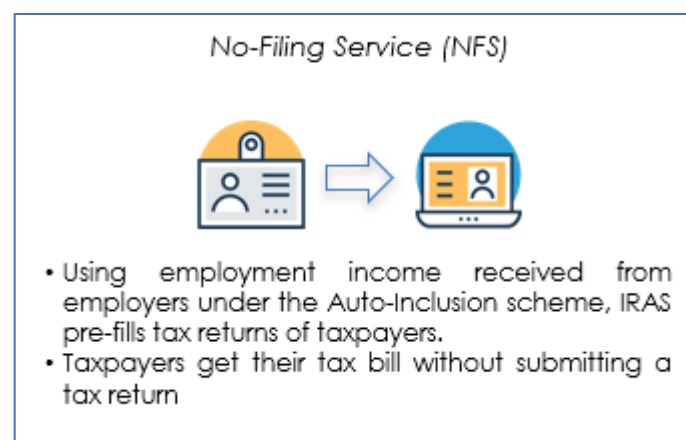 No-Filing Service (NFS)
• Using employment income received from
employers under the Auto-Inclusion scheme, IRAS
pre-fills tax returns of taxpayers.
• Taxpayers get their tax bill without submitting a
tax return